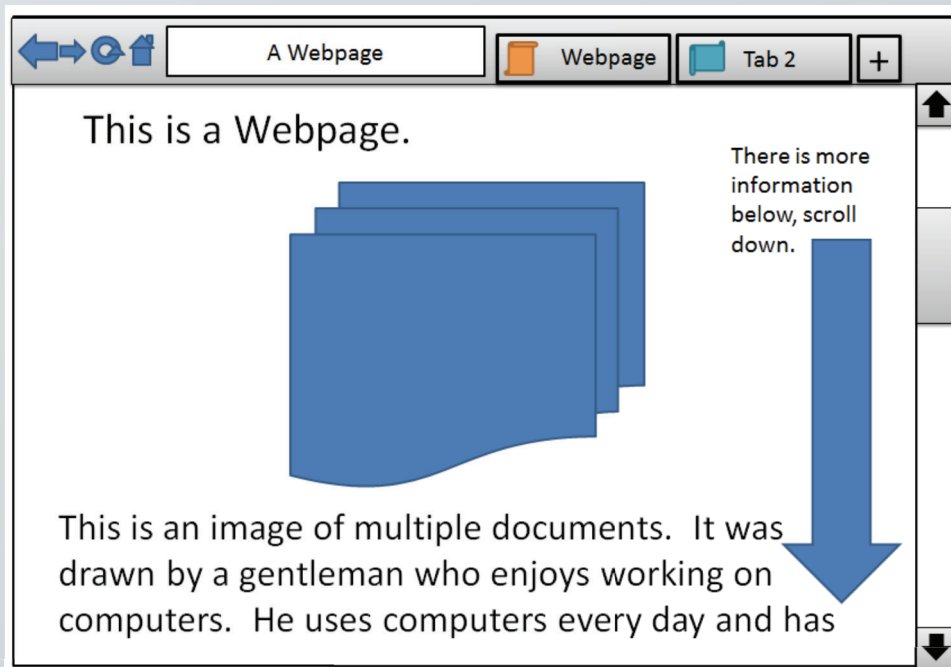 A Webpage
Webpage
Tab 2
+
This is a Webpage.
There is more
information
below, scroll
down.
This is an image of multiple documents.  It was
drawn by a gentleman who enjoys working on
computers.  He uses computers every day and has